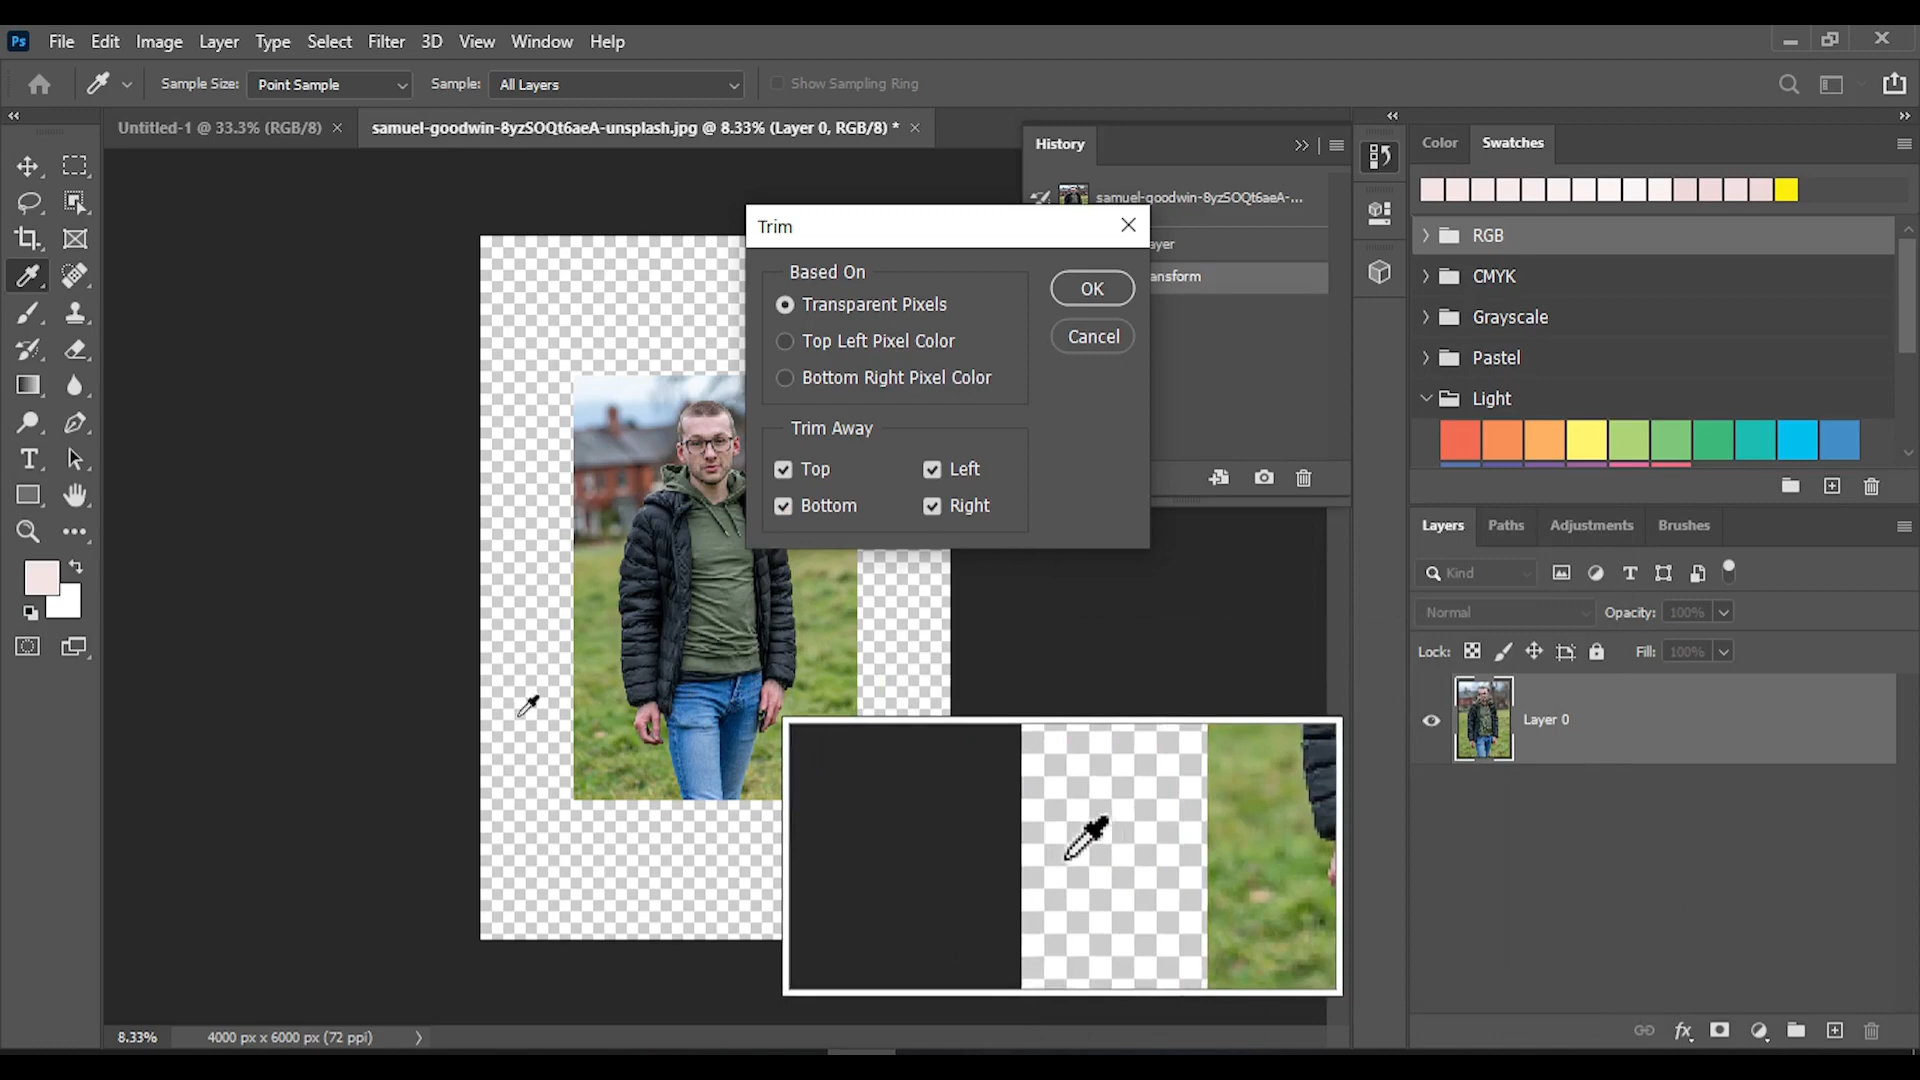 Ps File Edit Image Layer Type Select Filter 3D View Window Help
Sample Size: Point Sample Sample: All Layers Show Sampling Ring
Untitled-1 @ 33.3% (RGB/8) × samuel-goodwin-8yzSOQt6aeA-unsplash.jpg @ 8.33% (Layer 0, RGB/8) * ×
History
samuel-goodwin-8yzSOQt6aeA-...
ayer
ansform
Trim
Based On
Transparent Pixels
Top Left Pixel Color
Bottom Right Pixel Color
OK
Cancel
Trim Away
Top Left
Bottom Right
Color Swatches
RGB
CMYK
Grayscale
Pastel
Light
Layers Paths Adjustments Brushes
Kind
Normal Opacity: 100%
Lock: Fill: 100%
Layer 0
8.33% 4000 px x 6000 px (72 ppi)